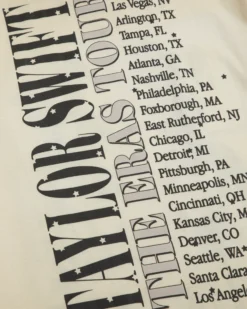 TAYLOR SWIFT
THE ERAS TOUR
Las Vegas, NV
Arlington, TX
Tampa, FL
Houston, TX
Atlanta, GA
Nashville, TN
Philadelphia, PA
Foxborough, MA
East Rutherford, NJ
Chicago, IL
Detroit, MI
Pittsburgh, PA
Minneapolis, MN
Cincinnati, OH
Kansas City, M
Denver, CO
Seattle, WA
Santa Clara
Los Angel